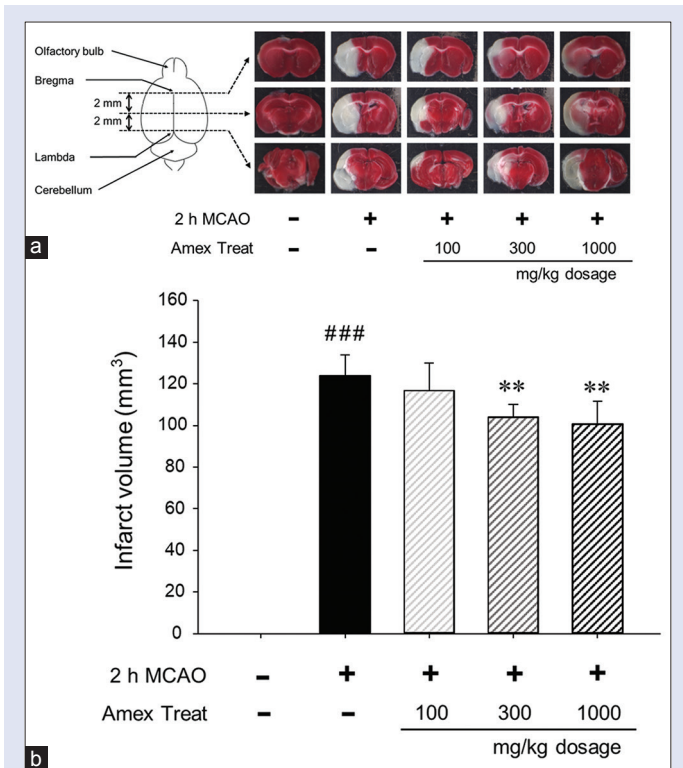 Olfactory bulb
Bregma
2 mm
2 mm
Lambda
Cerebellum
2 h MCAO − + + + +
Amex Treat − − 100 300 1000
mg/kg dosage
a
160
140
120
100
80
60
40
20
0
Infarct volume (mm³)
###
**
**
2 h MCAO − + + + +
Amex Treat − − 100 300 1000
mg/kg dosage
b